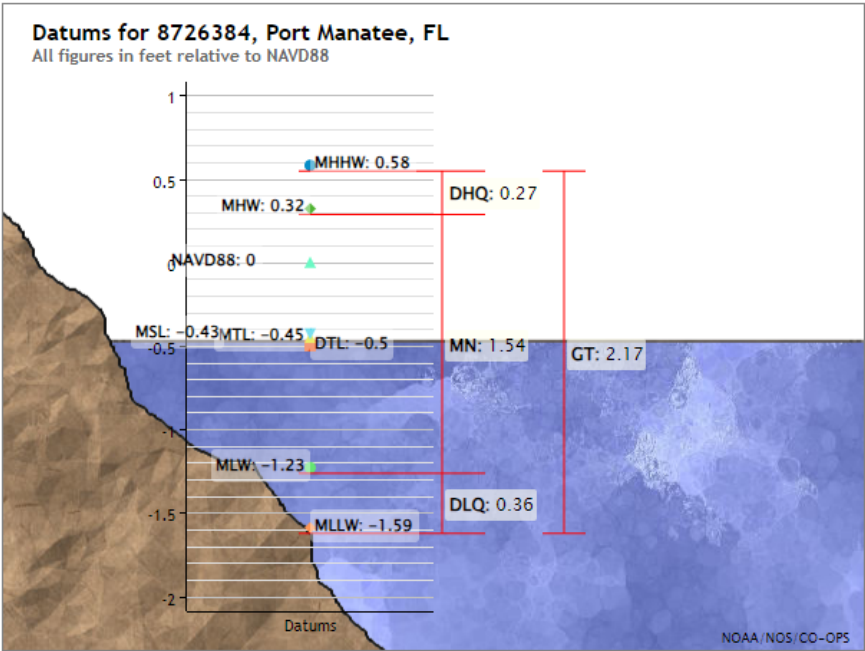 Datums for 8726384, Port Manatee, FL
All figures in feet relative to NAVD88
1
MHHW: 0.58
0.5
DHQ: 0.27
MHW: 0.32
0
NAVD88: 0
MSL: −0.43
MTL: −0.45
-0.5
DTL: −0.5
MN: 1.54
GT: 2.17
-1
MLW: −1.23
DLQ: 0.36
-1.5
MLLW: −1.59
-2
Datums
NOAA/NOS/CO-OPS